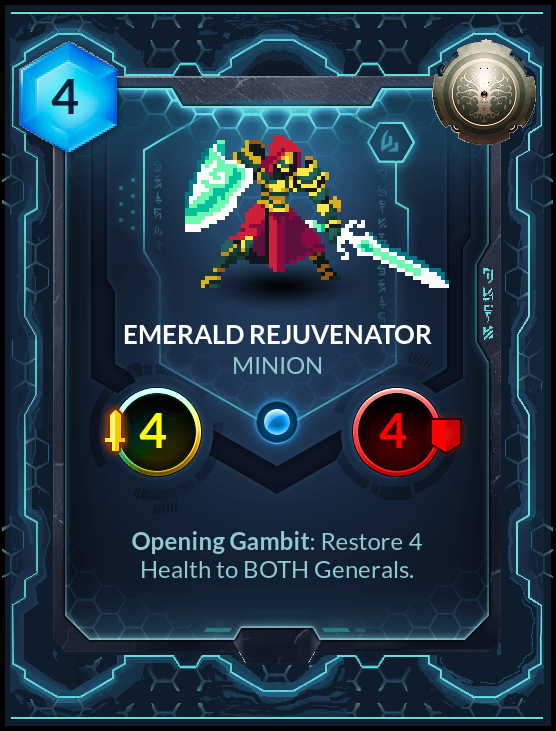 4
EMERALD REJUVENATOR
MINION
4
4
Opening Gambit: Restore 4
Health to BOTH Generals.